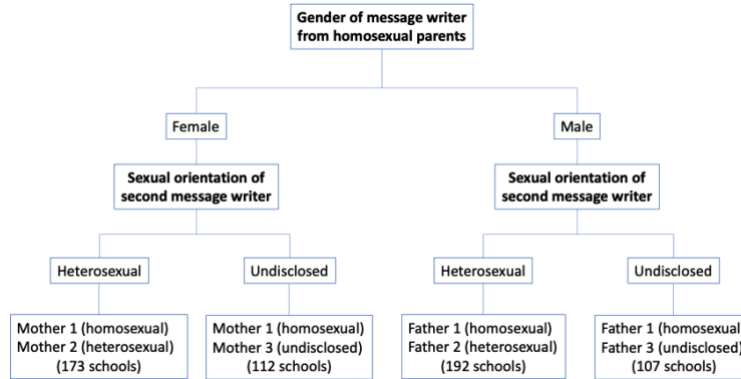 Gender of message writer
from homosexual parents
Female
Male
Sexual orientation of
second message writer
Sexual orientation of
second message writer
Heterosexual
Undisclosed
Heterosexual
Undisclosed
Mother 1 (homosexual)
Mother 2 (heterosexual)
(173 schools)
Mother 1 (homosexual)
Mother 3 (undisclosed)
(112 schools)
Father 1 (homosexual)
Father 2 (heterosexual)
(192 schools)
Father 1 (homosexual
Father 3 (undisclosed)
(107 schools)